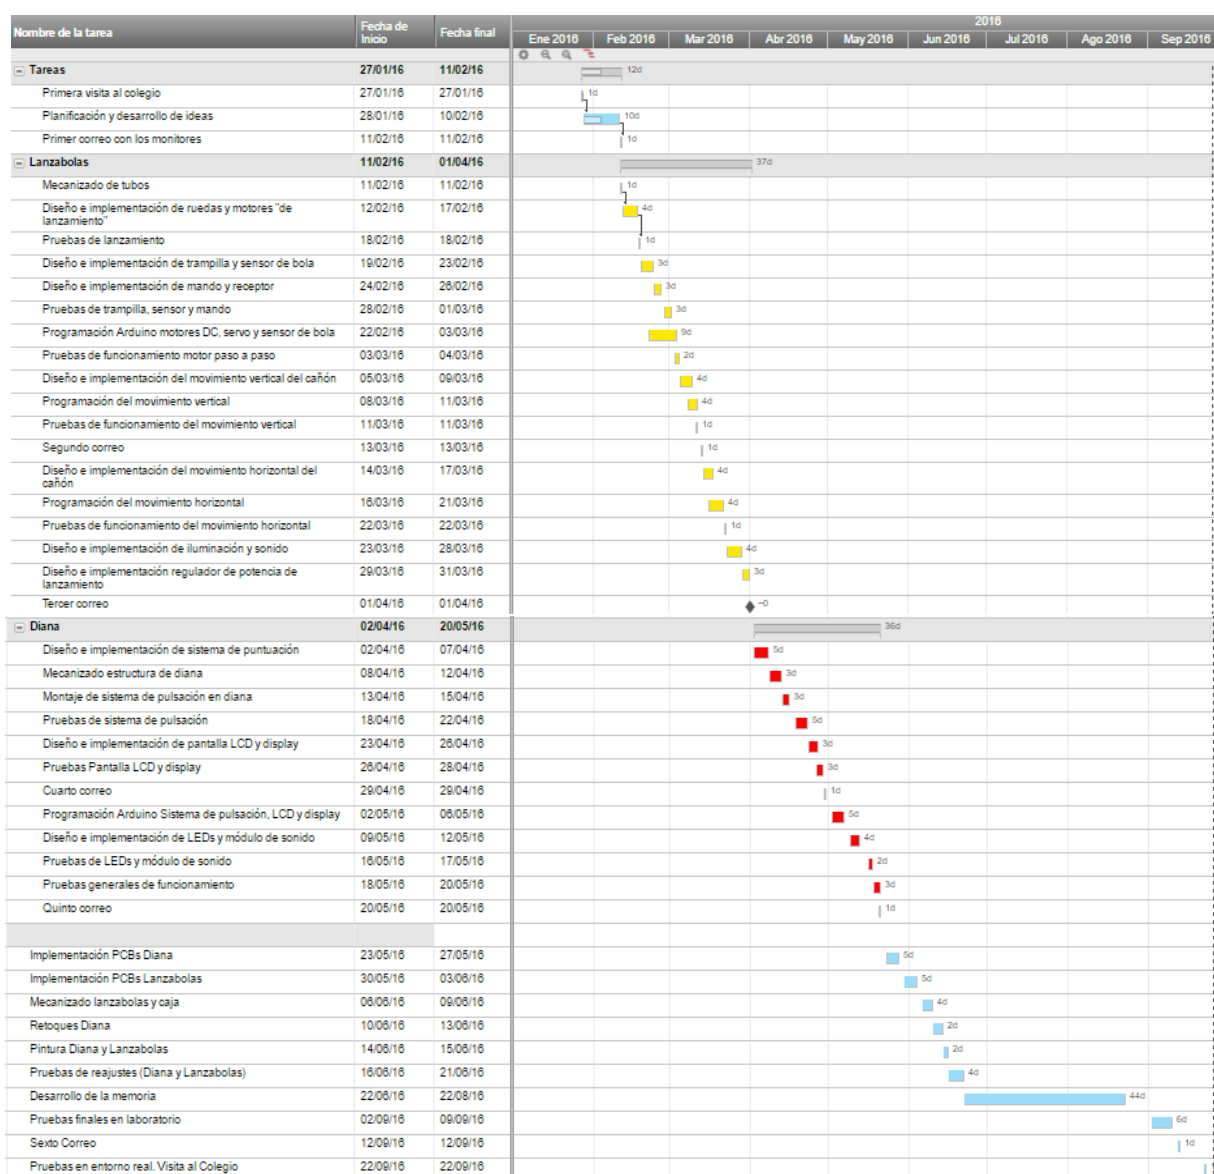 2016
Nombre de la tarea Fecha de Inicio Fecha final Ene 2016 Feb 2016 Mar 2016 Abr 2016 May 2016 Jun 2016 Jul 2016 Ago 2016 Sep 2016
Tareas 27/01/16 11/02/16 12d
Primera visita al colegio 27/01/16 27/01/16 1d
Planificación y desarrollo de ideas 28/01/16 10/02/16 10d
Primer correo con los monitores 11/02/16 11/02/16 1d
Lanzabolas 11/02/16 01/04/16 37d
Mecanizado de tubos 11/02/16 11/02/16 1d
Diseño e implementación de ruedas y motores "de
lanzamiento" 12/02/16 17/02/16 4d
Pruebas de lanzamiento 18/02/16 18/02/16 1d
Diseño e implementación de trampilla y sensor de bola 19/02/16 23/02/16 3d
Diseño e implementación de mando y receptor 24/02/16 26/02/16 3d
Pruebas de trampilla, sensor y mando 28/02/16 01/03/16 3d
Programación Arduino motores DC, servo y sensor de bola 22/02/16 03/03/16 9d
Pruebas de funcionamiento motor paso a paso 03/03/16 04/03/16 2d
Diseño e implementación del movimiento vertical del cañón 05/03/16 09/03/16 4d
Programación del movimiento vertical 08/03/16 11/03/16 4d
Pruebas de funcionamiento del movimiento vertical 11/03/16 11/03/16 1d
Segundo correo 13/03/16 13/03/16 1d
Diseño e implementación del movimiento horizontal del
cañón 14/03/16 17/03/16 4d
Programación del movimiento horizontal 16/03/16 21/03/16 4d
Pruebas de funcionamiento del movimiento horizontal 22/03/16 22/03/16 1d
Diseño e implementación de iluminación y sonido 23/03/16 28/03/16 4d
Diseño e implementación regulador de potencia de
lanzamiento 29/03/16 31/03/16 3d
Tercer correo 01/04/16 01/04/16 ~0
Diana 02/04/16 20/05/16 36d
Diseño e implementación de sistema de puntuación 02/04/16 07/04/16 5d
Mecanizado estructura de diana 08/04/16 12/04/16 3d
Montaje de sistema de pulsación en diana 13/04/16 15/04/16 3d
Pruebas de sistema de pulsación 18/04/16 22/04/16 5d
Diseño e implementación de pantalla LCD y display 23/04/16 26/04/16 3d
Pruebas Pantalla LCD y display 26/04/16 28/04/16 3d
Cuarto correo 29/04/16 29/04/16 1d
Programación Arduino Sistema de pulsación, LCD y display 02/05/16 06/05/16 5d
Diseño e implementación de LEDs y módulo de sonido 09/05/16 12/05/16 4d
Pruebas de LEDs y módulo de sonido 16/05/16 17/05/16 2d
Pruebas generales de funcionamiento 18/05/16 20/05/16 3d
Quinto correo 20/05/16 20/05/16 1d
Implementación PCBs Diana 23/05/16 27/05/16 5d
Implementación PCBs Lanzabolas 30/05/16 03/06/16 5d
Mecanizado lanzabolas y caja 06/06/16 09/06/16 4d
Retoques Diana 10/06/16 13/06/16 2d
Pintura Diana y Lanzabolas 14/06/16 15/06/16 2d
Pruebas de reajustes (Diana y Lanzabolas) 16/06/16 21/06/16 4d
Desarrollo de la memoria 22/06/16 22/08/16 44d
Pruebas finales en laboratorio 02/09/16 09/09/16 6d
Sexto Correo 12/09/16 12/09/16 1d
Pruebas en entorno real. Visita al Colegio 22/09/16 22/09/16